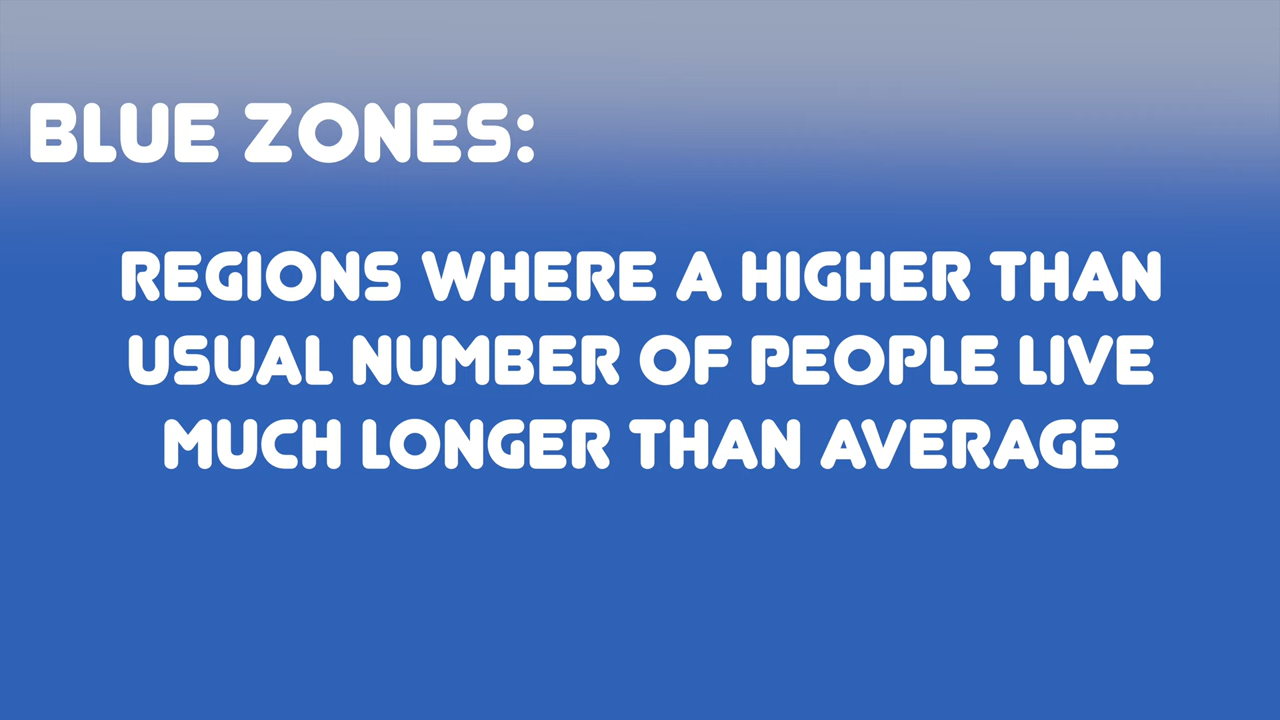 BLUE ZONES:
REGIONS WHERE A HIGHER THAN
USUAL NUMBER OF PEOPLE LIVE
MUCH LONGER THAN AVERAGE